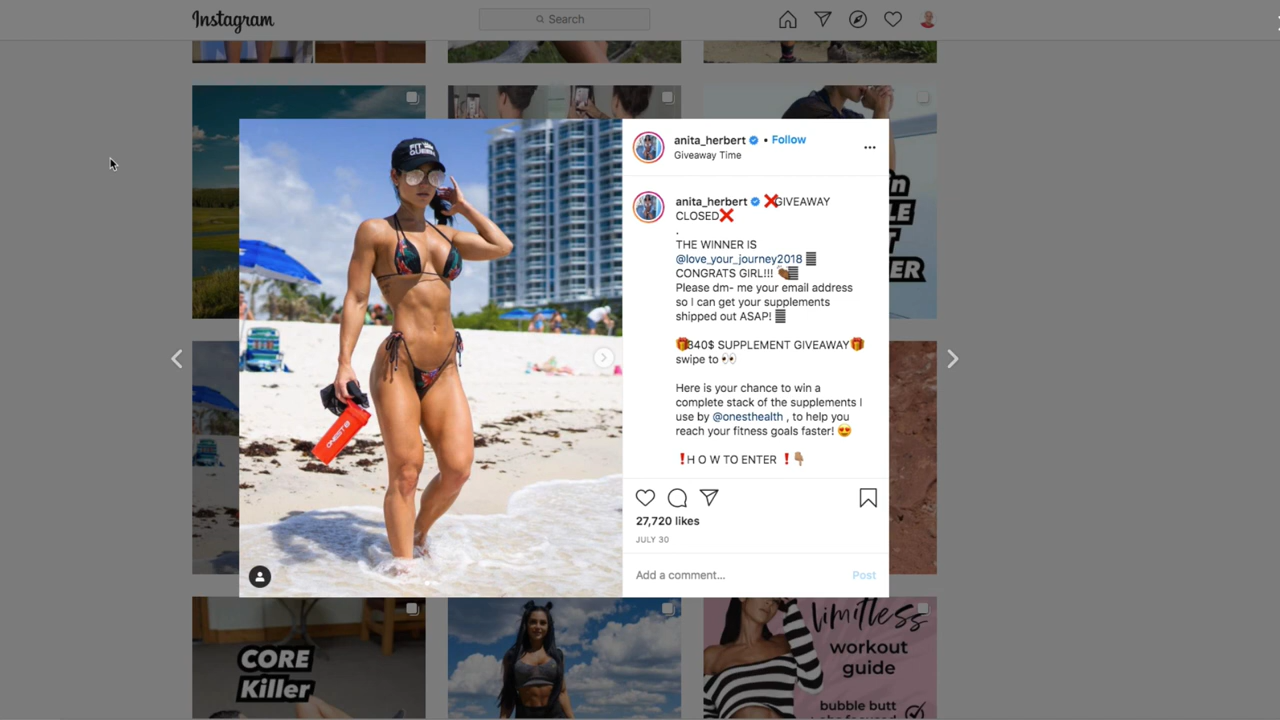 Instagram
Search
anita_herbert • Follow
Giveaway Time
anita_herbert ❌GIVEAWAY
CLOSED❌
.
THE WINNER IS
@love_your_journey2018
CONGRATS GIRL!!!
Please dm- me your email address
so I can get your supplements
shipped out ASAP!
🎁340$ SUPPLEMENT GIVEAWAY🎁
swipe to 👀
Here is your chance to win a
complete stack of the supplements I
use by @onesthealth , to help you
reach your fitness goals faster! 😍
❗H O W TO ENTER ❗👇🏽
27,720 likes
JULY 30
Add a comment... Post
FIT
QUEEN
ONEST
CORE
Killer
limitless
workout
guide
bubble butt